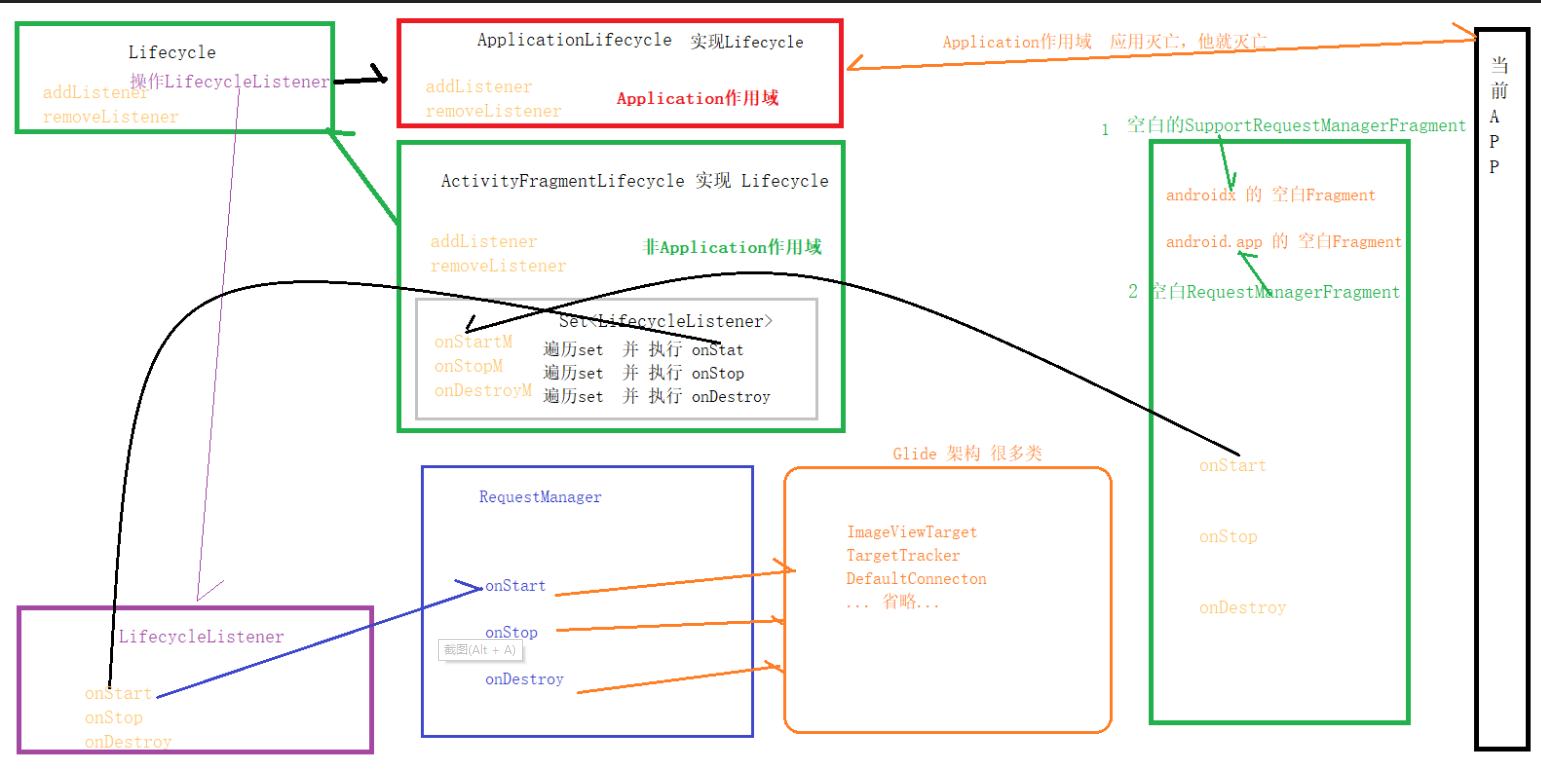 Lifecycle
操作LifecycleListener
addListener
removeListener
ApplicationLifecycle 实现Lifecycle
addListener
removeListener
Application作用域
Application作用域 应用灭亡，他就灭亡
当
前
A
P
P
1 空白的SupportRequestManagerFragment
androidx 的 空白Fragment
android.app 的 空白Fragment
2 空白RequestManagerFragment
onStart
onStop
onDestroy
ActivityFragmentLifecycle 实现 Lifecycle
addListener
removeListener
非Application作用域
Set<LifecycleListener>
onStartM 遍历set 并 执行 onStat
onStopM 遍历set 并 执行 onStop
onDestroyM 遍历set 并 执行 onDestroy
RequestManager
onStart
onStop
截图(Alt + A)
onDestroy
Glide 架构 很多类
ImageViewTarget
TargetTracker
DefaultConnecton
... 省略...
LifecycleListener
onStart
onStop
onDestroy